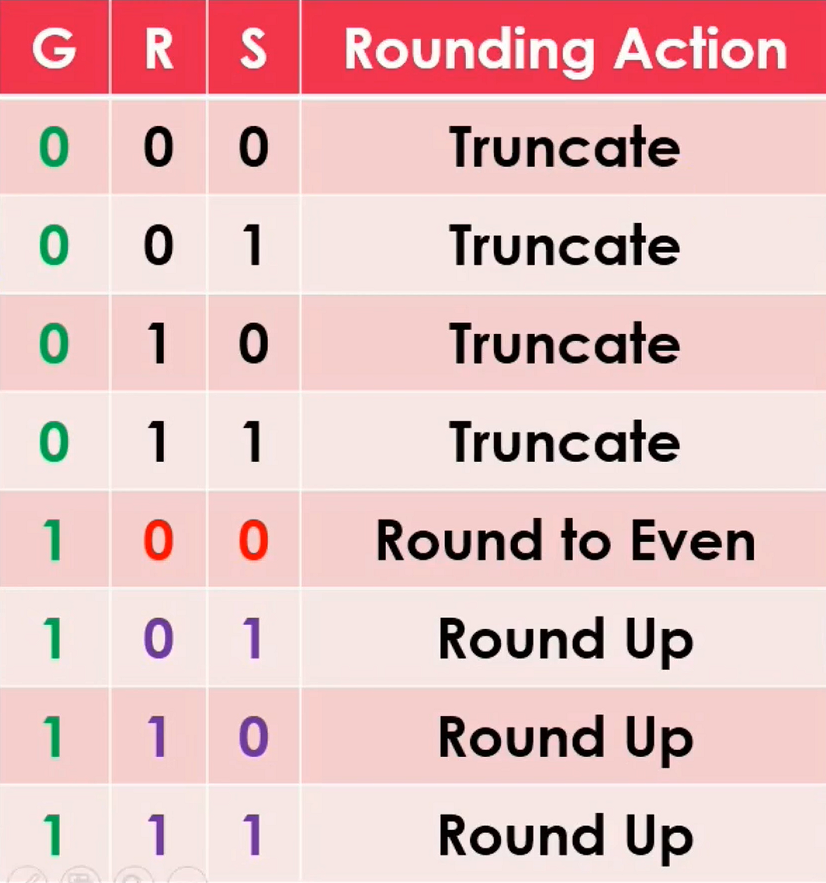 G R S Rounding Action
0 0 0 Truncate
0 0 1 Truncate
0 1 0 Truncate
0 1 1 Truncate
1 0 0 Round to Even
1 0 1 Round Up
1 1 0 Round Up
1 1 1 Round Up